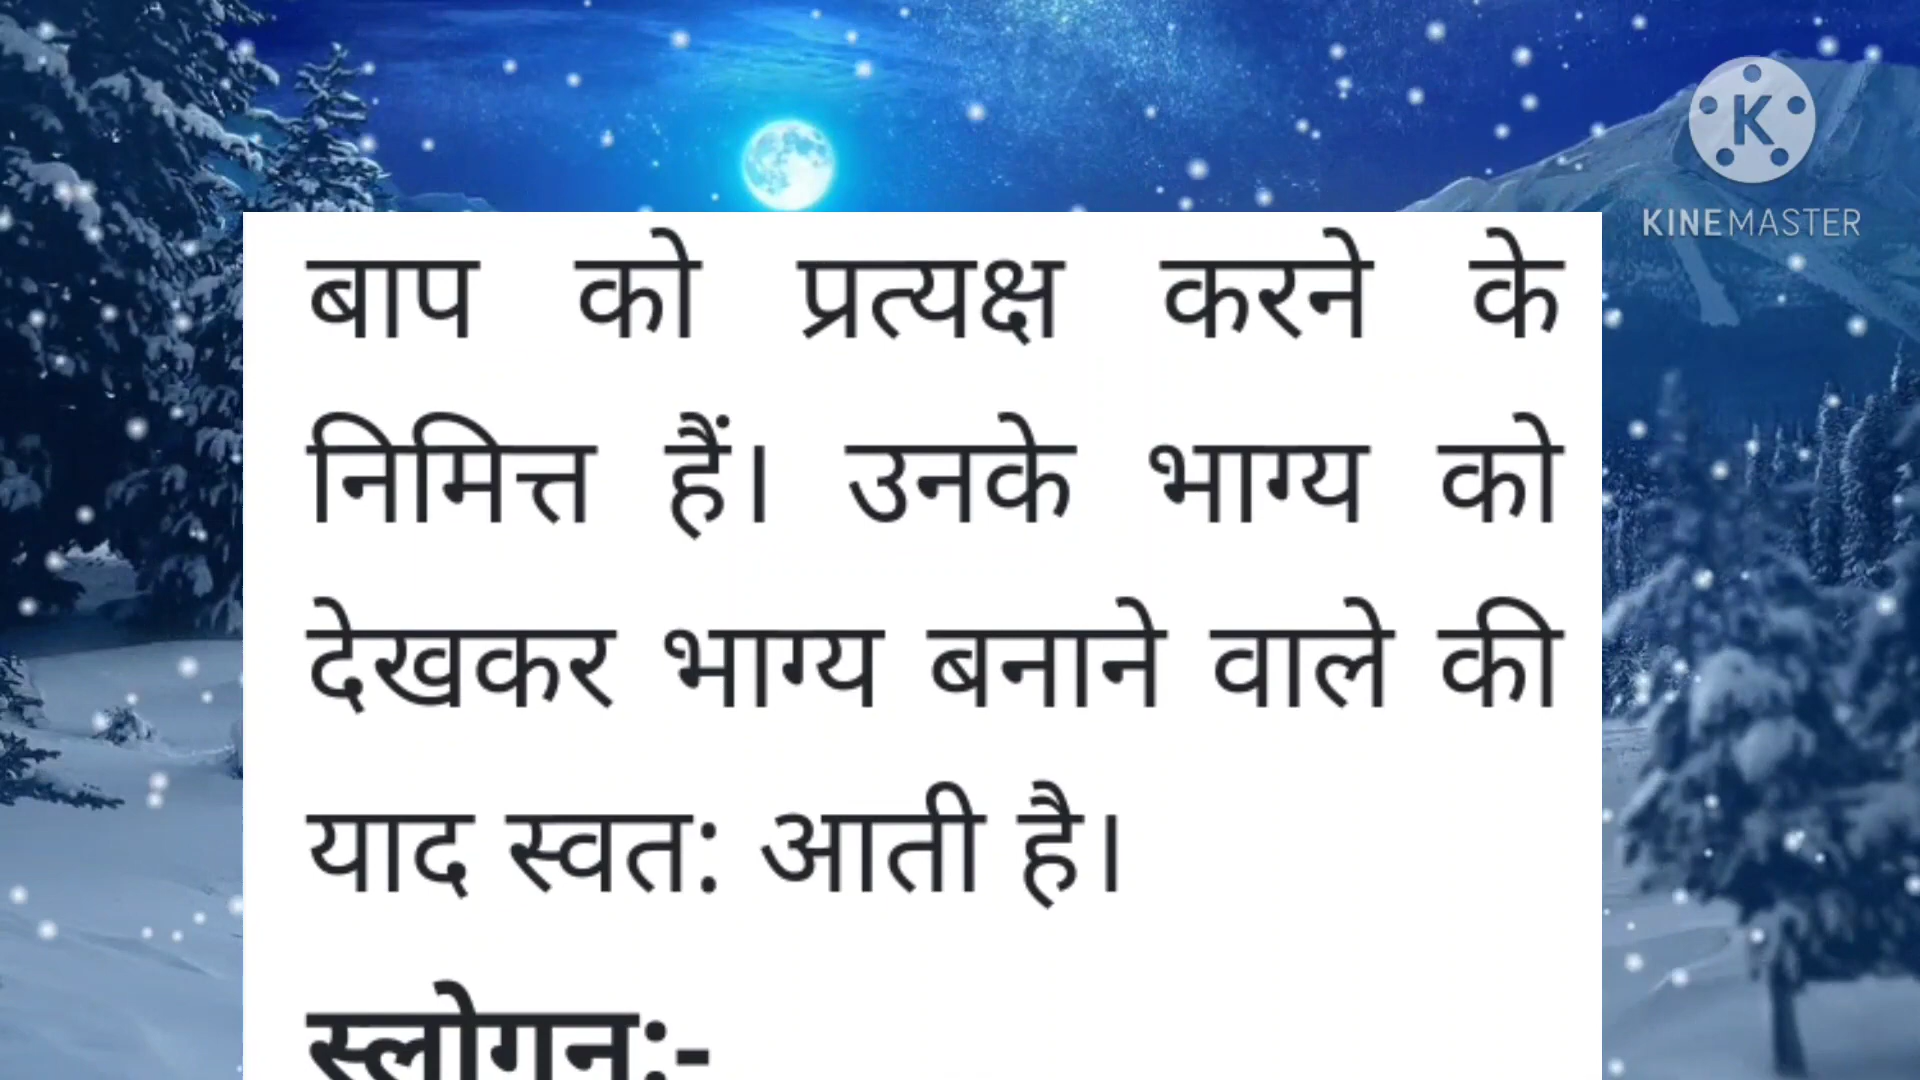 K
KINEMASTER
बाप को प्रत्यक्ष करने के
निमित्त हैं। उनके भाग्य को
देखकर भाग्य बनाने वाले की
याद स्वत: आती है।
स्लोगन:-